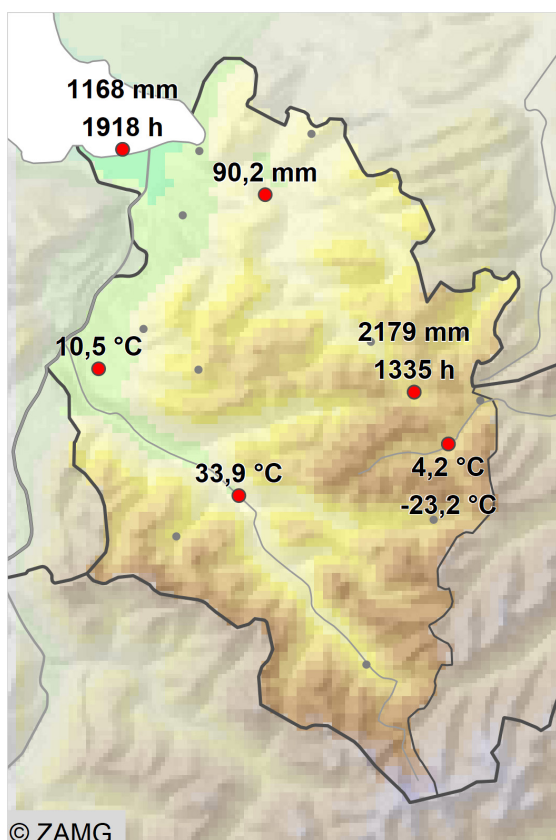 1168 mm
1918 h
90,2 mm
2179 mm
1335 h
10,5 °C
33,9 °C
4,2 °C
-23,2 °C
© ZAMG